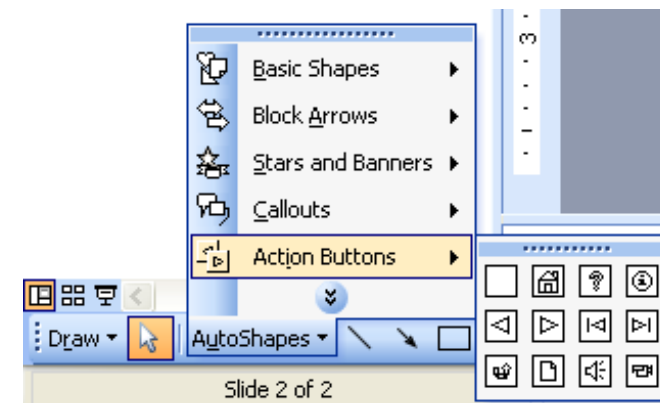 Basic Shapes
Block Arrows
Stars and Banners
Callouts
Action Buttons
Draw
AutoShapes
Slide 2 of 2
3
1